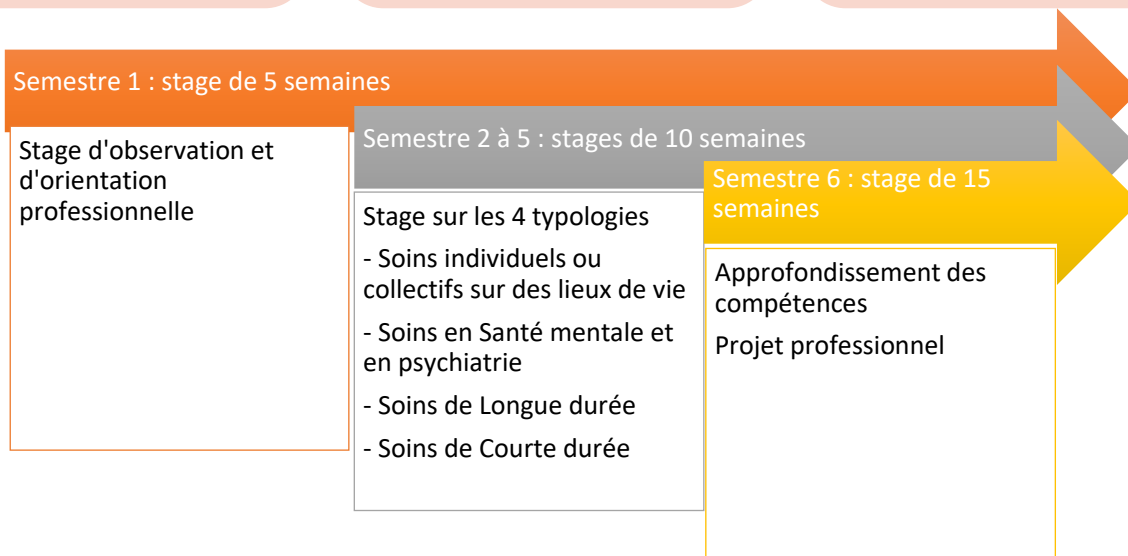 Semestre 1 : stage de 5 semaines
Stage d'observation et
d'orientation
professionnelle
Semestre 2 à 5 : stages de 10 semaines
Stage sur les 4 typologies
- Soins individuels ou
collectifs sur des lieux de vie
- Soins en Santé mentale et
en psychiatrie
- Soins de Longue durée
- Soins de Courte durée
Semestre 6 : stage de 15
semaines
Approfondissement des
compétences
Projet professionnel